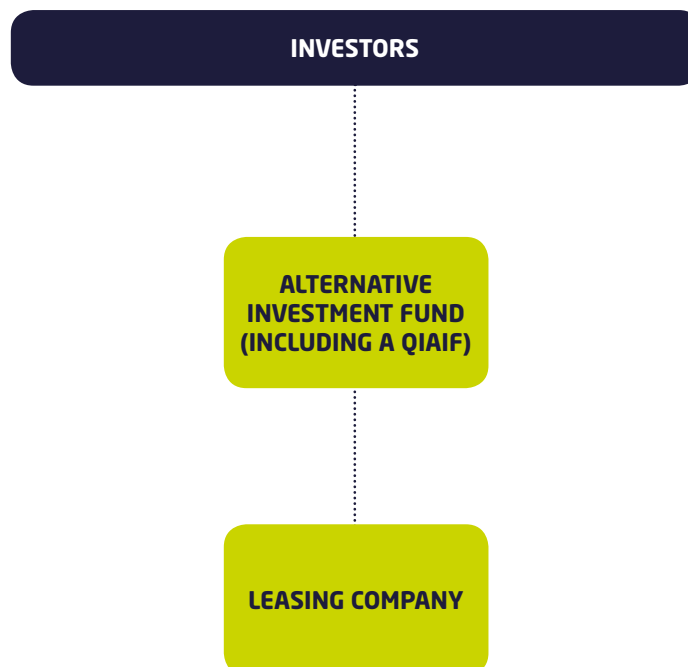 INVESTORS
ALTERNATIVE
INVESTMENT FUND
(INCLUDING A QIAIF)
LEASING COMPANY